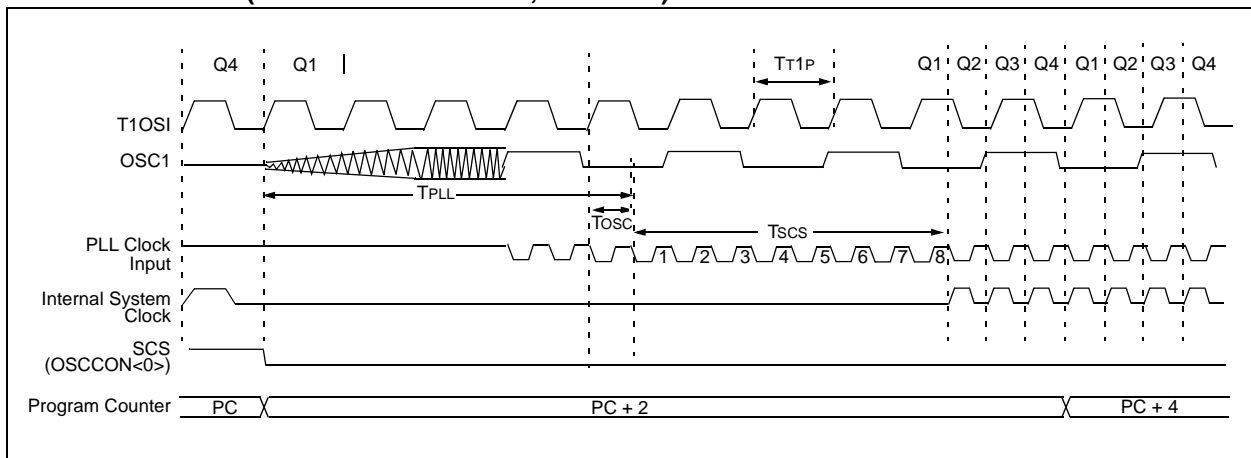 Q4 Q1 TT1P Q1 Q2 Q3 Q4 Q1 Q2 Q3 Q4
T1OSI
OSC1
TPLL
TOSC TSCS
PLL Clock
Input
1 2 3 4 5 6 7 8
Internal System
Clock
SCS
(OSCCON<0>)
Program Counter PC PC + 2 PC + 4